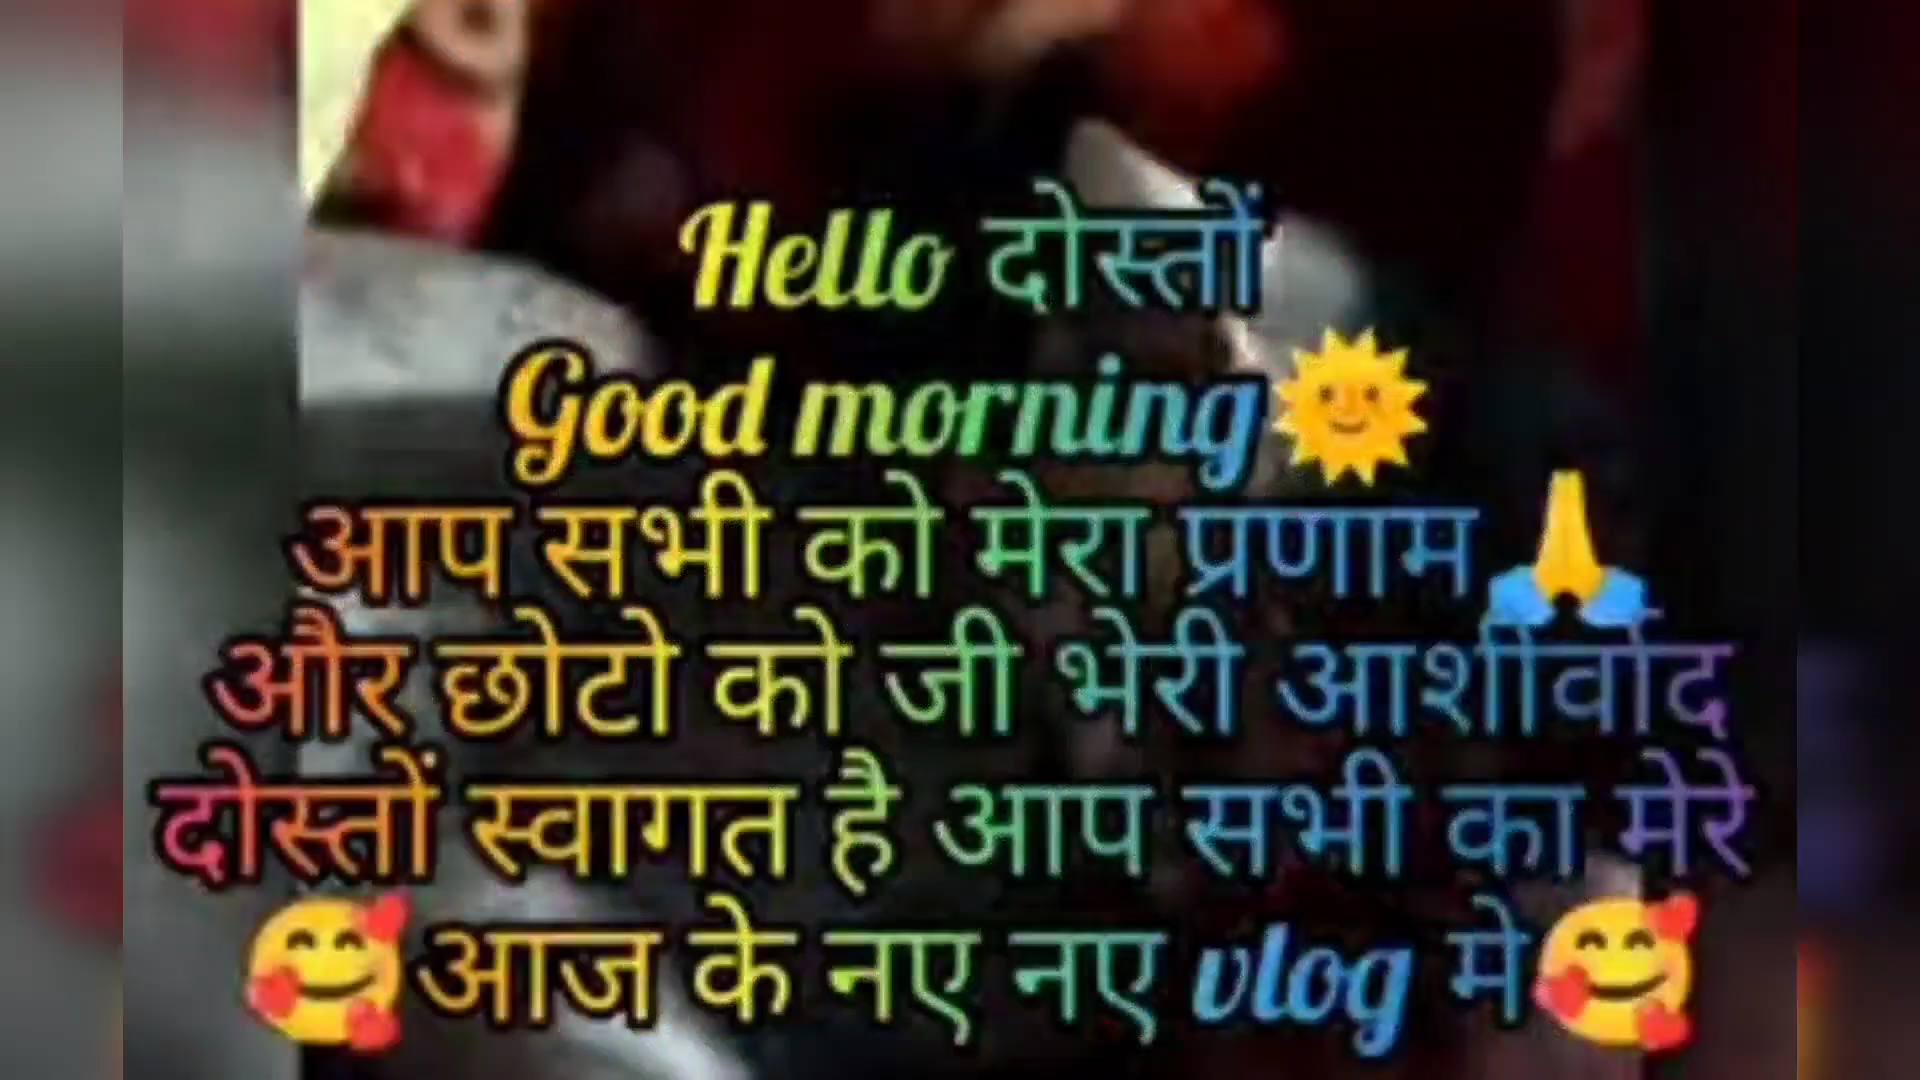 Hello दोस्तों
Good morning🌞
आप सभी को मेरा प्रणाम🙏
और छोटो को जी भेरी आशीर्वाद
दोस्तों स्वागत है आप सभी का मेरे
🥰आज के नए नए vlog मे🥰